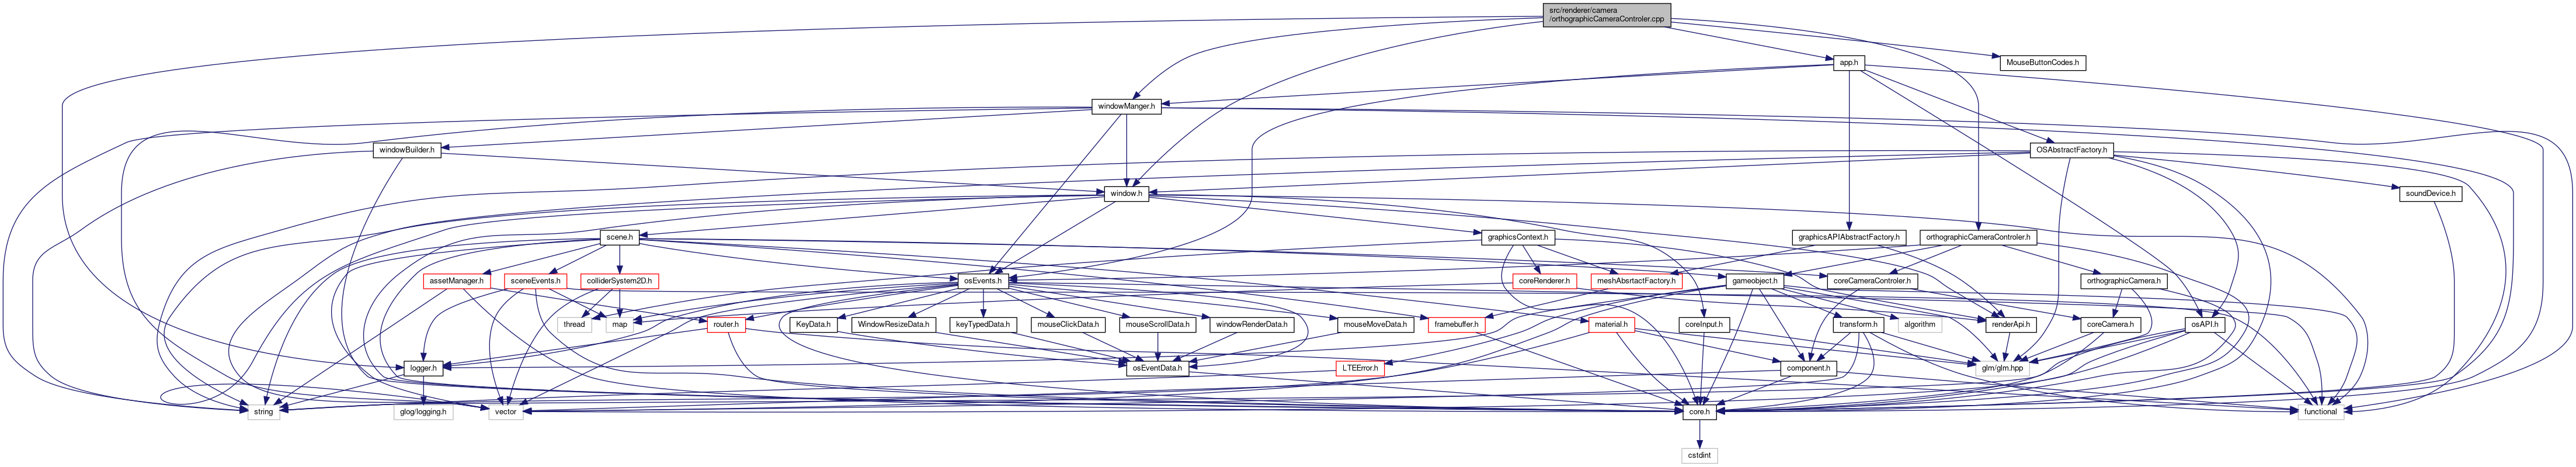 src/renderer/camera
/orthographicCameraControler.cpp
app.h
MouseButtonCodes.h
windowManger.h
windowBuilder.h
OSAbstractFactory.h
window.h
soundDevice.h
scene.h
graphicsContext.h
graphicsAPIAbstractFactory.h
orthographicCameraControler.h
assetManager.h
sceneEvents.h
colliderSystem2D.h
osEvents.h
coreRenderer.h
meshAbsrtactFactory.h
gameobject.h
coreCameraControler.h
orthographicCamera.h
thread
map
router.h
KeyData.h
WindowResizeData.h
keyTypedData.h
mouseClickData.h
mouseScrollData.h
windowRenderData.h
mouseMoveData.h
framebuffer.h
material.h
coreInput.h
transform.h
algorithm
renderApi.h
coreCamera.h
osAPI.h
logger.h
osEventData.h
LTEError.h
component.h
glm/glm.hpp
string
glog/logging.h
vector
core.h
functional
cstdint